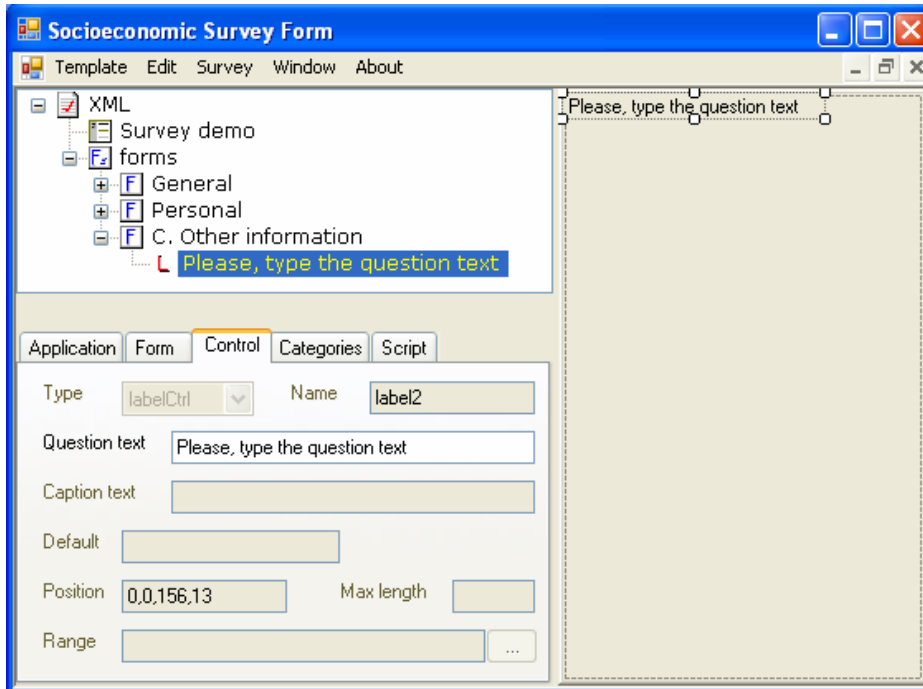 Socioeconomic Survey Form
Template Edit Survey Window About
XML
Survey demo
forms
F General
F Personal
F C. Other information
L Please, type the question text
Please, type the question text
Application Form Control Categories Script
Type labelCtrl Name label2
Question text Please, type the question text
Caption text
Default
Position 0,0,156,13 Max length
Range ...